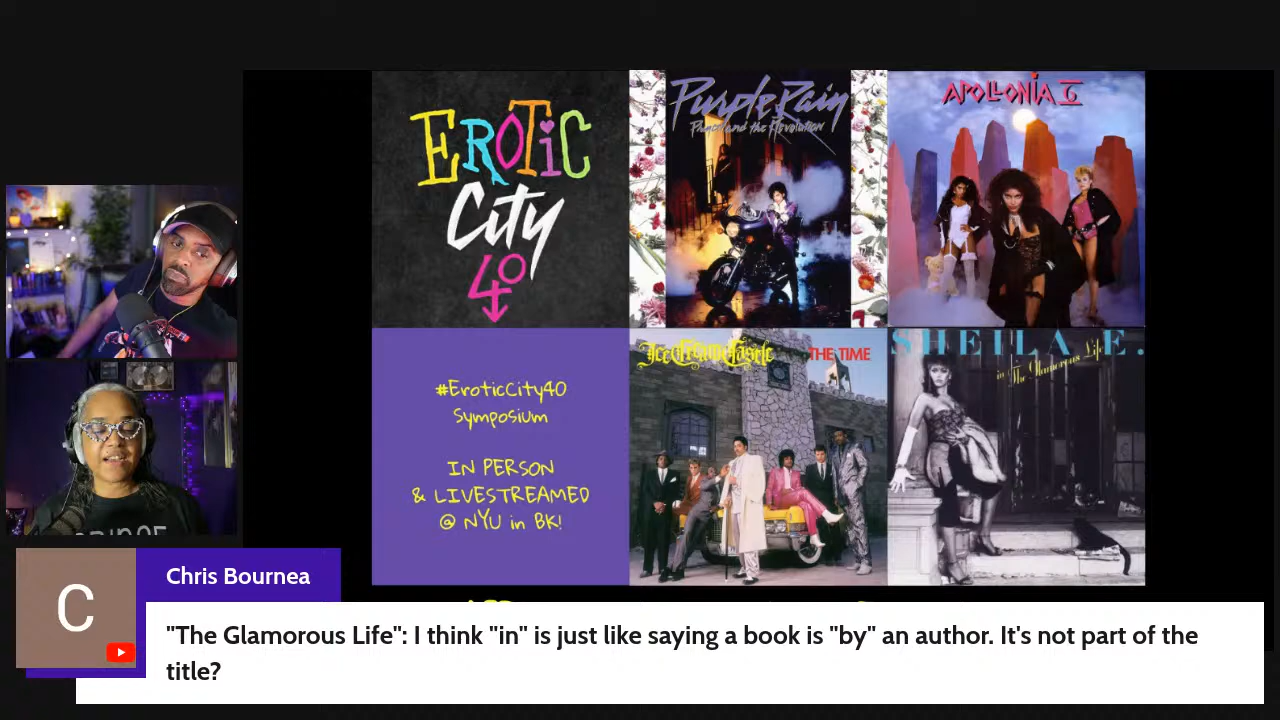 EROTIC
City
40
Purple Rain
Prince and the Revolution
APOLLONIA 6
#EroticCity40
Symposium
IN PERSON
& LIVESTREAMED
@ NYU in BK!
Ice Cream Castle
THE TIME
SHEILA E.
in The Glamorous Life
C
Chris Bournea
"The Glamorous Life": I think "in" is just like saying a book is "by" an author. It's not part of the
title?